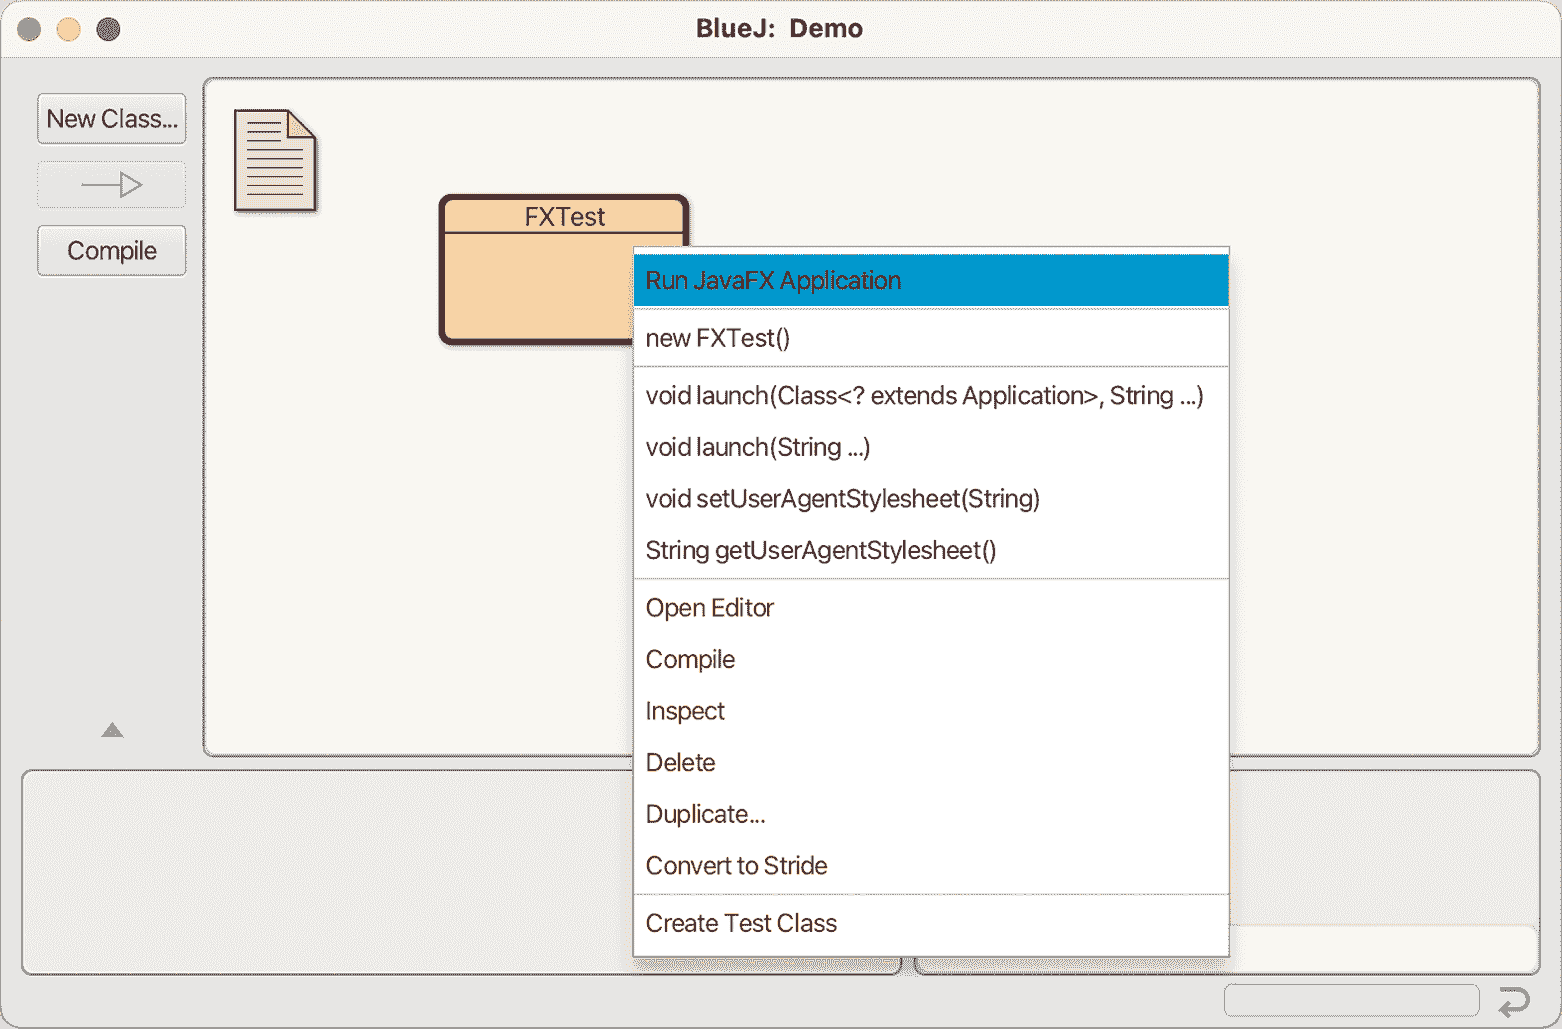 BlueJ: Demo
New Class...
Compile
FXTest
Run JavaFX Application
new FXTest()
void launch(Class<? extends Application>, String ...)
void launch(String ...)
void setUserAgentStylesheet(String)
String getUserAgentStylesheet()
Open Editor
Compile
Inspect
Delete
Duplicate...
Convert to Stride
Create Test Class